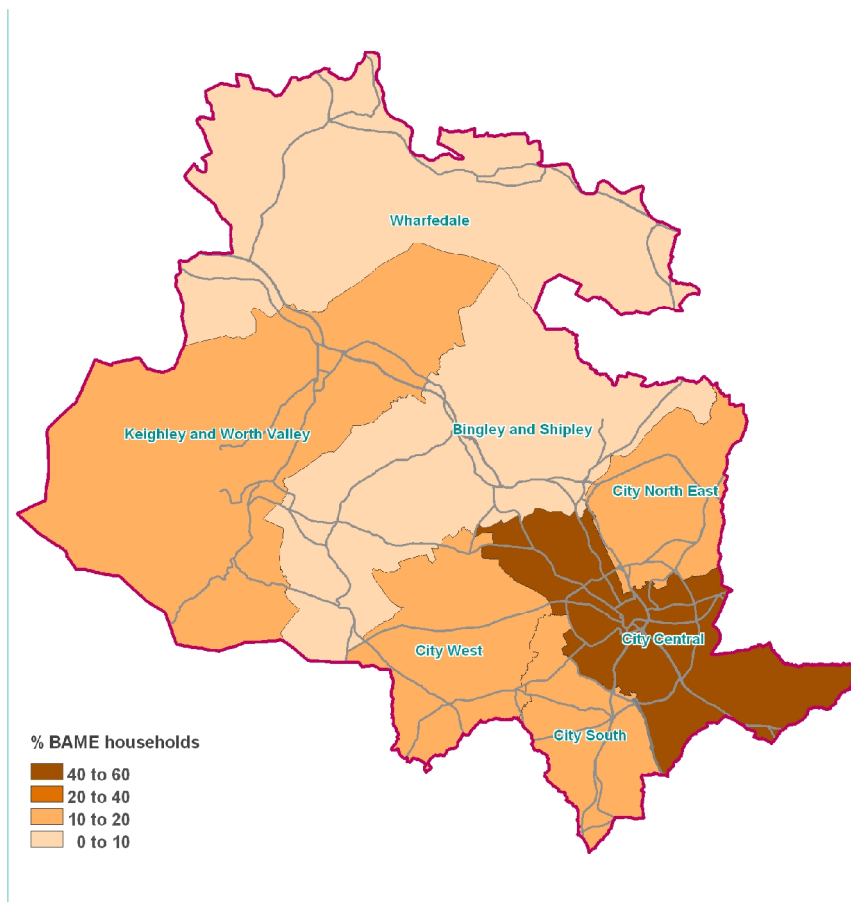 Wharfedale
Keighley and Worth Valley
Bingley and Shipley
City North East
City Central
City West
City South
% BAME households
40 to 60
20 to 40
10 to 20
0 to 10